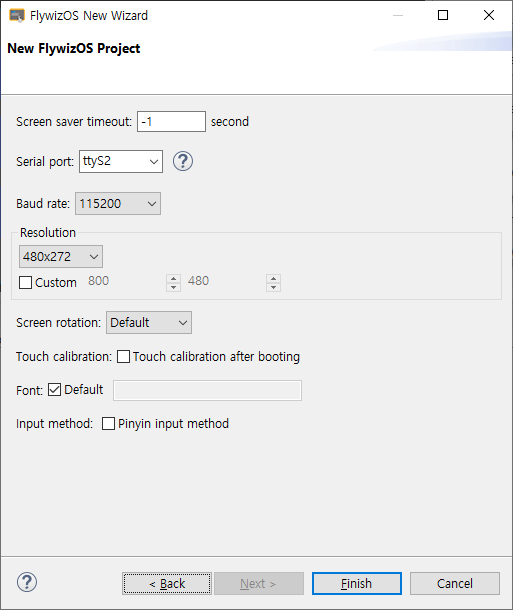 FlywizOS New Wizard
New FlywizOS Project
Screen saver timeout: -1 second
Serial port: ttyS2 ?
Baud rate: 115200
Resolution
480x272
Custom 800 480
Screen rotation: Default
Touch calibration: Touch calibration after booting
Font: Default
Input method: Pinyin input method
? < Back Next > Finish Cancel